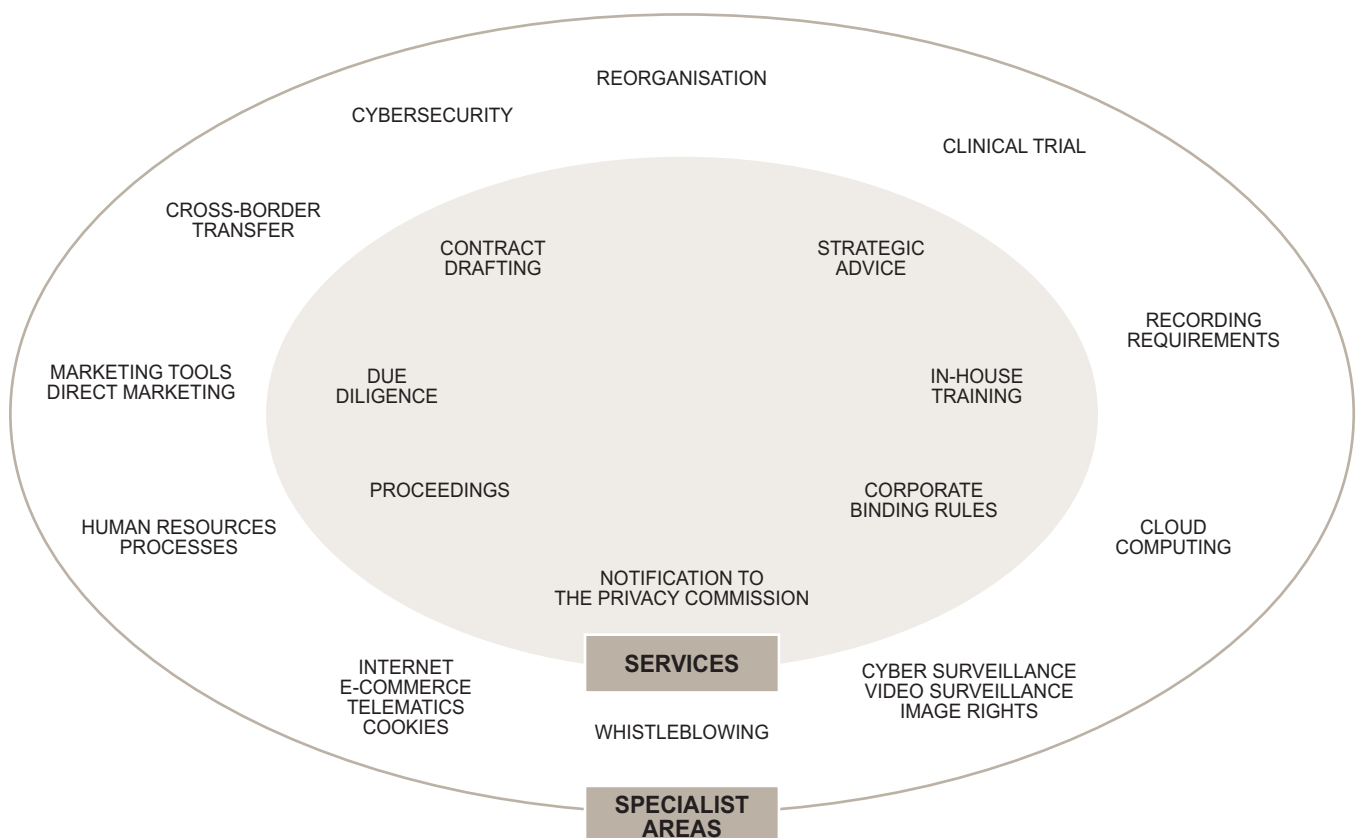 REORGANISATION
CYBERSECURITY
CLINICAL TRIAL
CROSS-BORDER
TRANSFER
CONTRACT
DRAFTING
STRATEGIC
ADVICE
RECORDING
REQUIREMENTS
MARKETING TOOLS
DIRECT MARKETING
DUE
DILIGENCE
IN-HOUSE
TRAINING
PROCEEDINGS
CORPORATE
BINDING RULES
HUMAN RESOURCES
PROCESSES
CLOUD
COMPUTING
NOTIFICATION TO
THE PRIVACY COMMISSION
SERVICES
INTERNET
E-COMMERCE
TELEMATICS
COOKIES
CYBER SURVEILLANCE
VIDEO SURVEILLANCE
IMAGE RIGHTS
WHISTLEBLOWING
SPECIALIST
AREAS